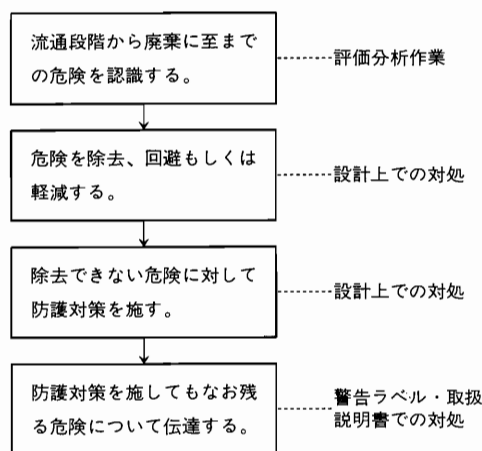 流通段階から廃棄に至まで
の危険を認識する。
評価分析作業
危険を除去、回避もしくは
軽減する。
設計上での対処
除去できない危険に対して
防護対策を施す。
設計上での対処
防護対策を施してもなお残
る危険について伝達する。
警告ラベル・取扱
説明書での対処